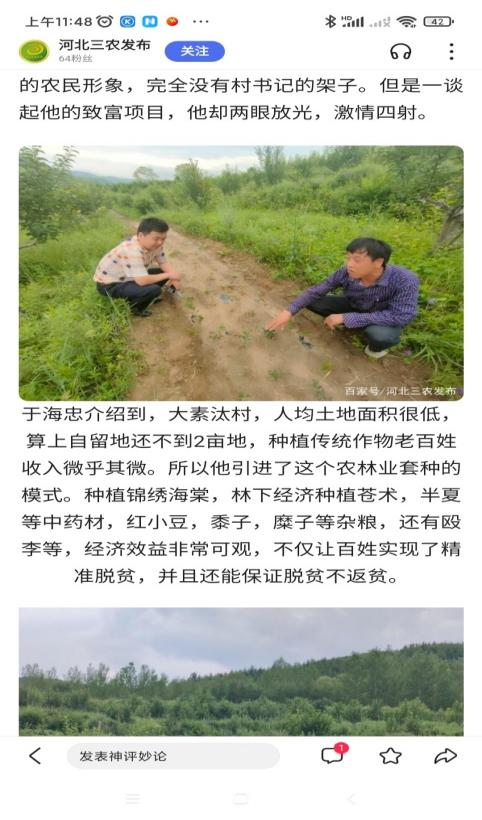 上午11:48
HD
42
河北三农发布
64粉丝
关注
的农民形象，完全没有村书记的架子。但是一谈
起他的致富项目，他却两眼放光，激情四射。
百家号/河北三农发布
于海忠介绍到，大素汰村，人均土地面积很低，
算上自留地还不到2亩地，种植传统作物老百姓
收入微乎其微。所以他引进了这个农林业套种的
模式。种植锦绣海棠，林下经济种植苍术，半夏
等中药材，红小豆，黍子，糜子等杂粮，还有殴
李等，经济效益非常可观，不仅让百姓实现了精
准脱贫，并且还能保证脱贫不返贫。
发表神评妙论
1